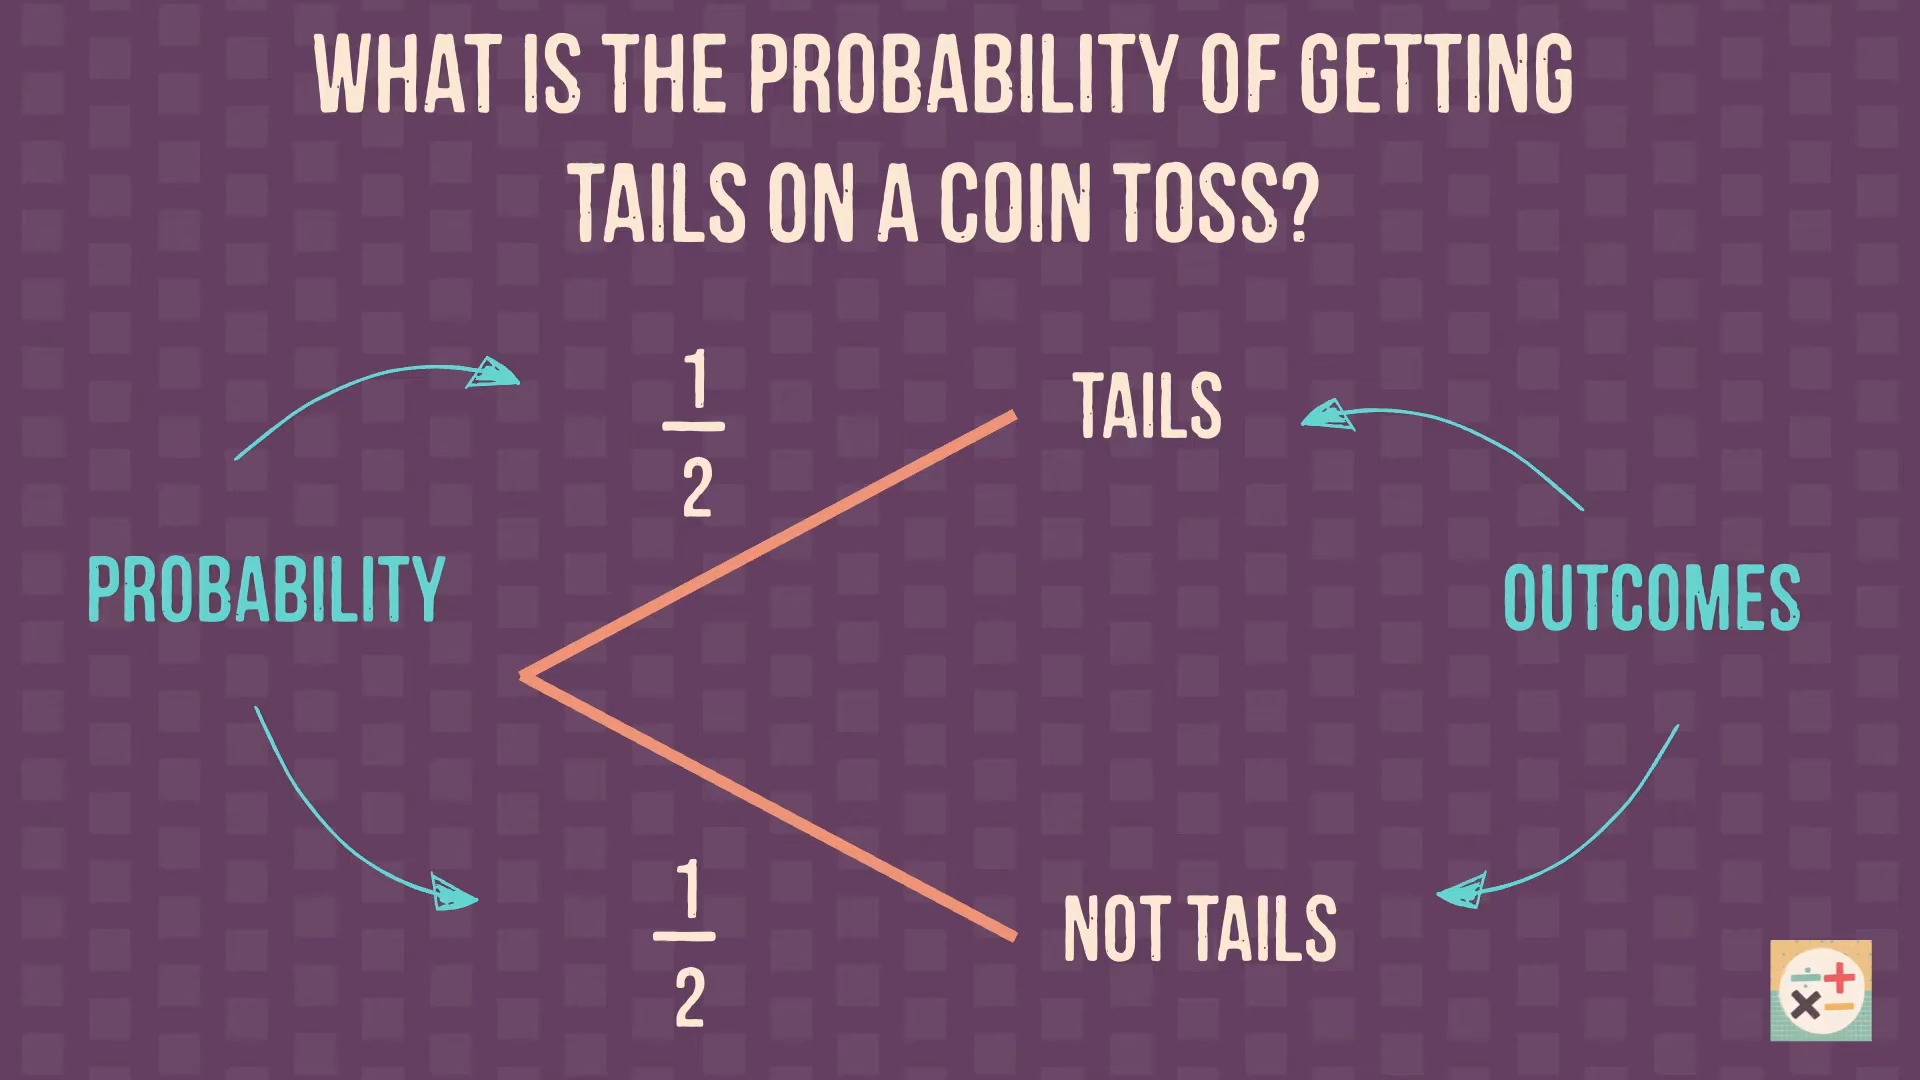 WHAT IS THE PROBABILITY OF GETTING
TAILS ON A COIN TOSS?
1
2
TAILS
PROBABILITY
OUTCOMES
1
2
NOT TAILS